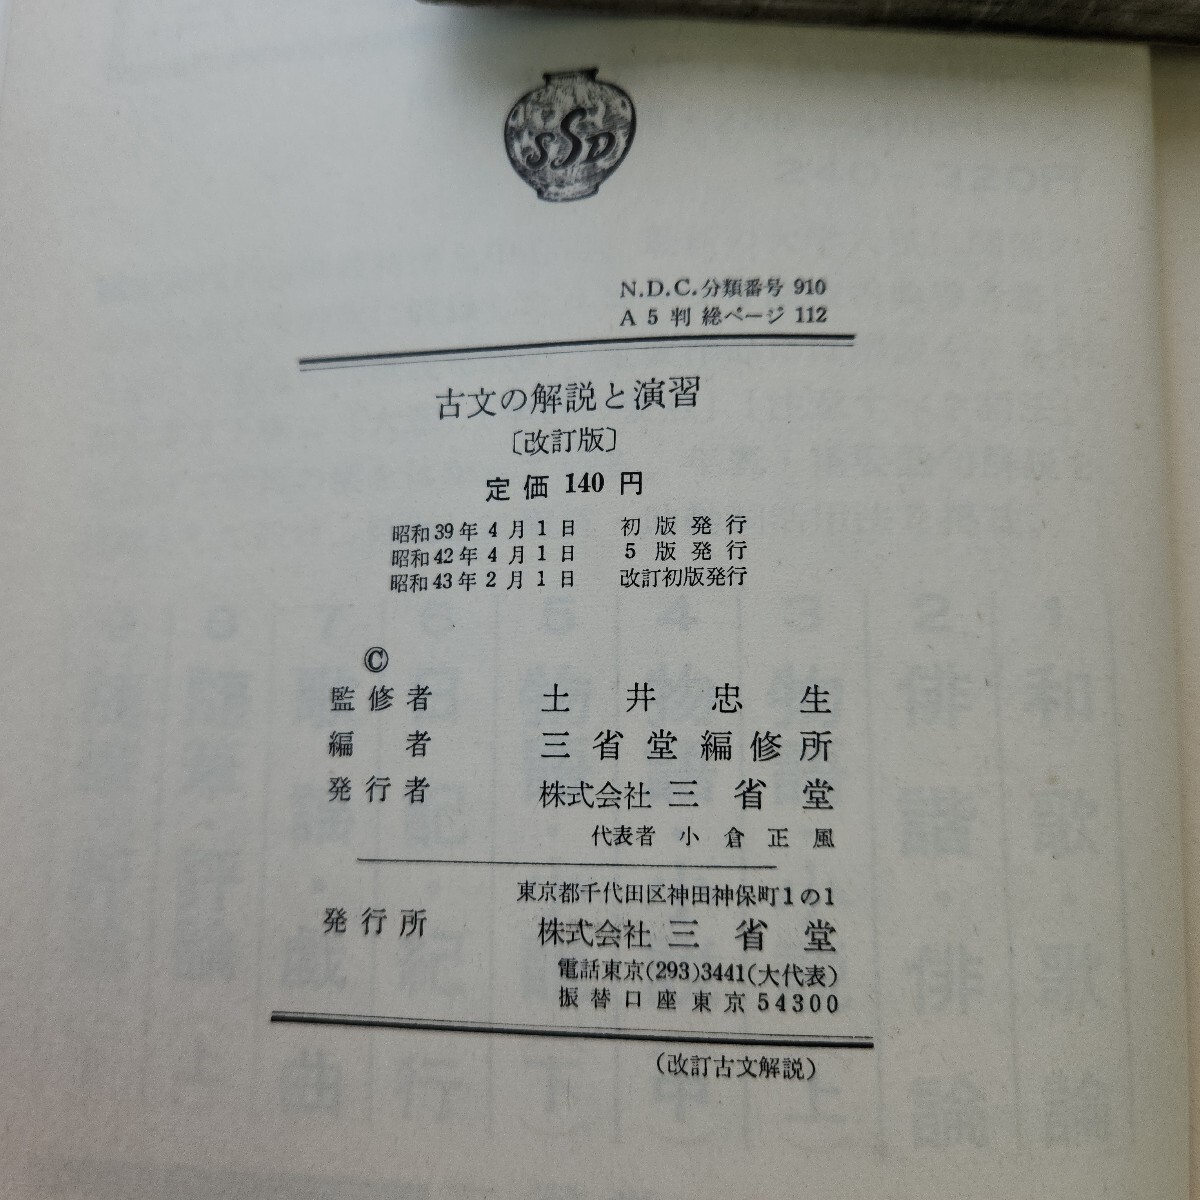 SSD
N.D.C.分類番号 910
A 5 判 総ページ 112
古文の解説と演習
〔改訂版〕
定価 140 円
昭和39年 4月 1日 初版発行
昭和42年 4月 1日 5版発行
昭和43年 2月 1日 改訂初版発行
©
監修者 土井忠生
編者 三省堂編修所
発行者 株式会社 三省堂
代表者 小倉正風
東京都千代田区神田神保町1の1
発行所 株式会社 三省堂
電話東京(293)3441(大代表)
振替口座東京54300
(改訂古文解説)